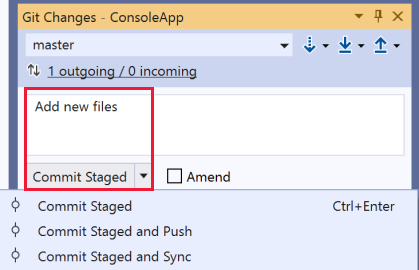 Git Changes - ConsoleApp
master
1 outgoing / 0 incoming
Add new files
Commit Staged
Amend
Commit Staged Ctrl+Enter
Commit Staged and Push
Commit Staged and Sync